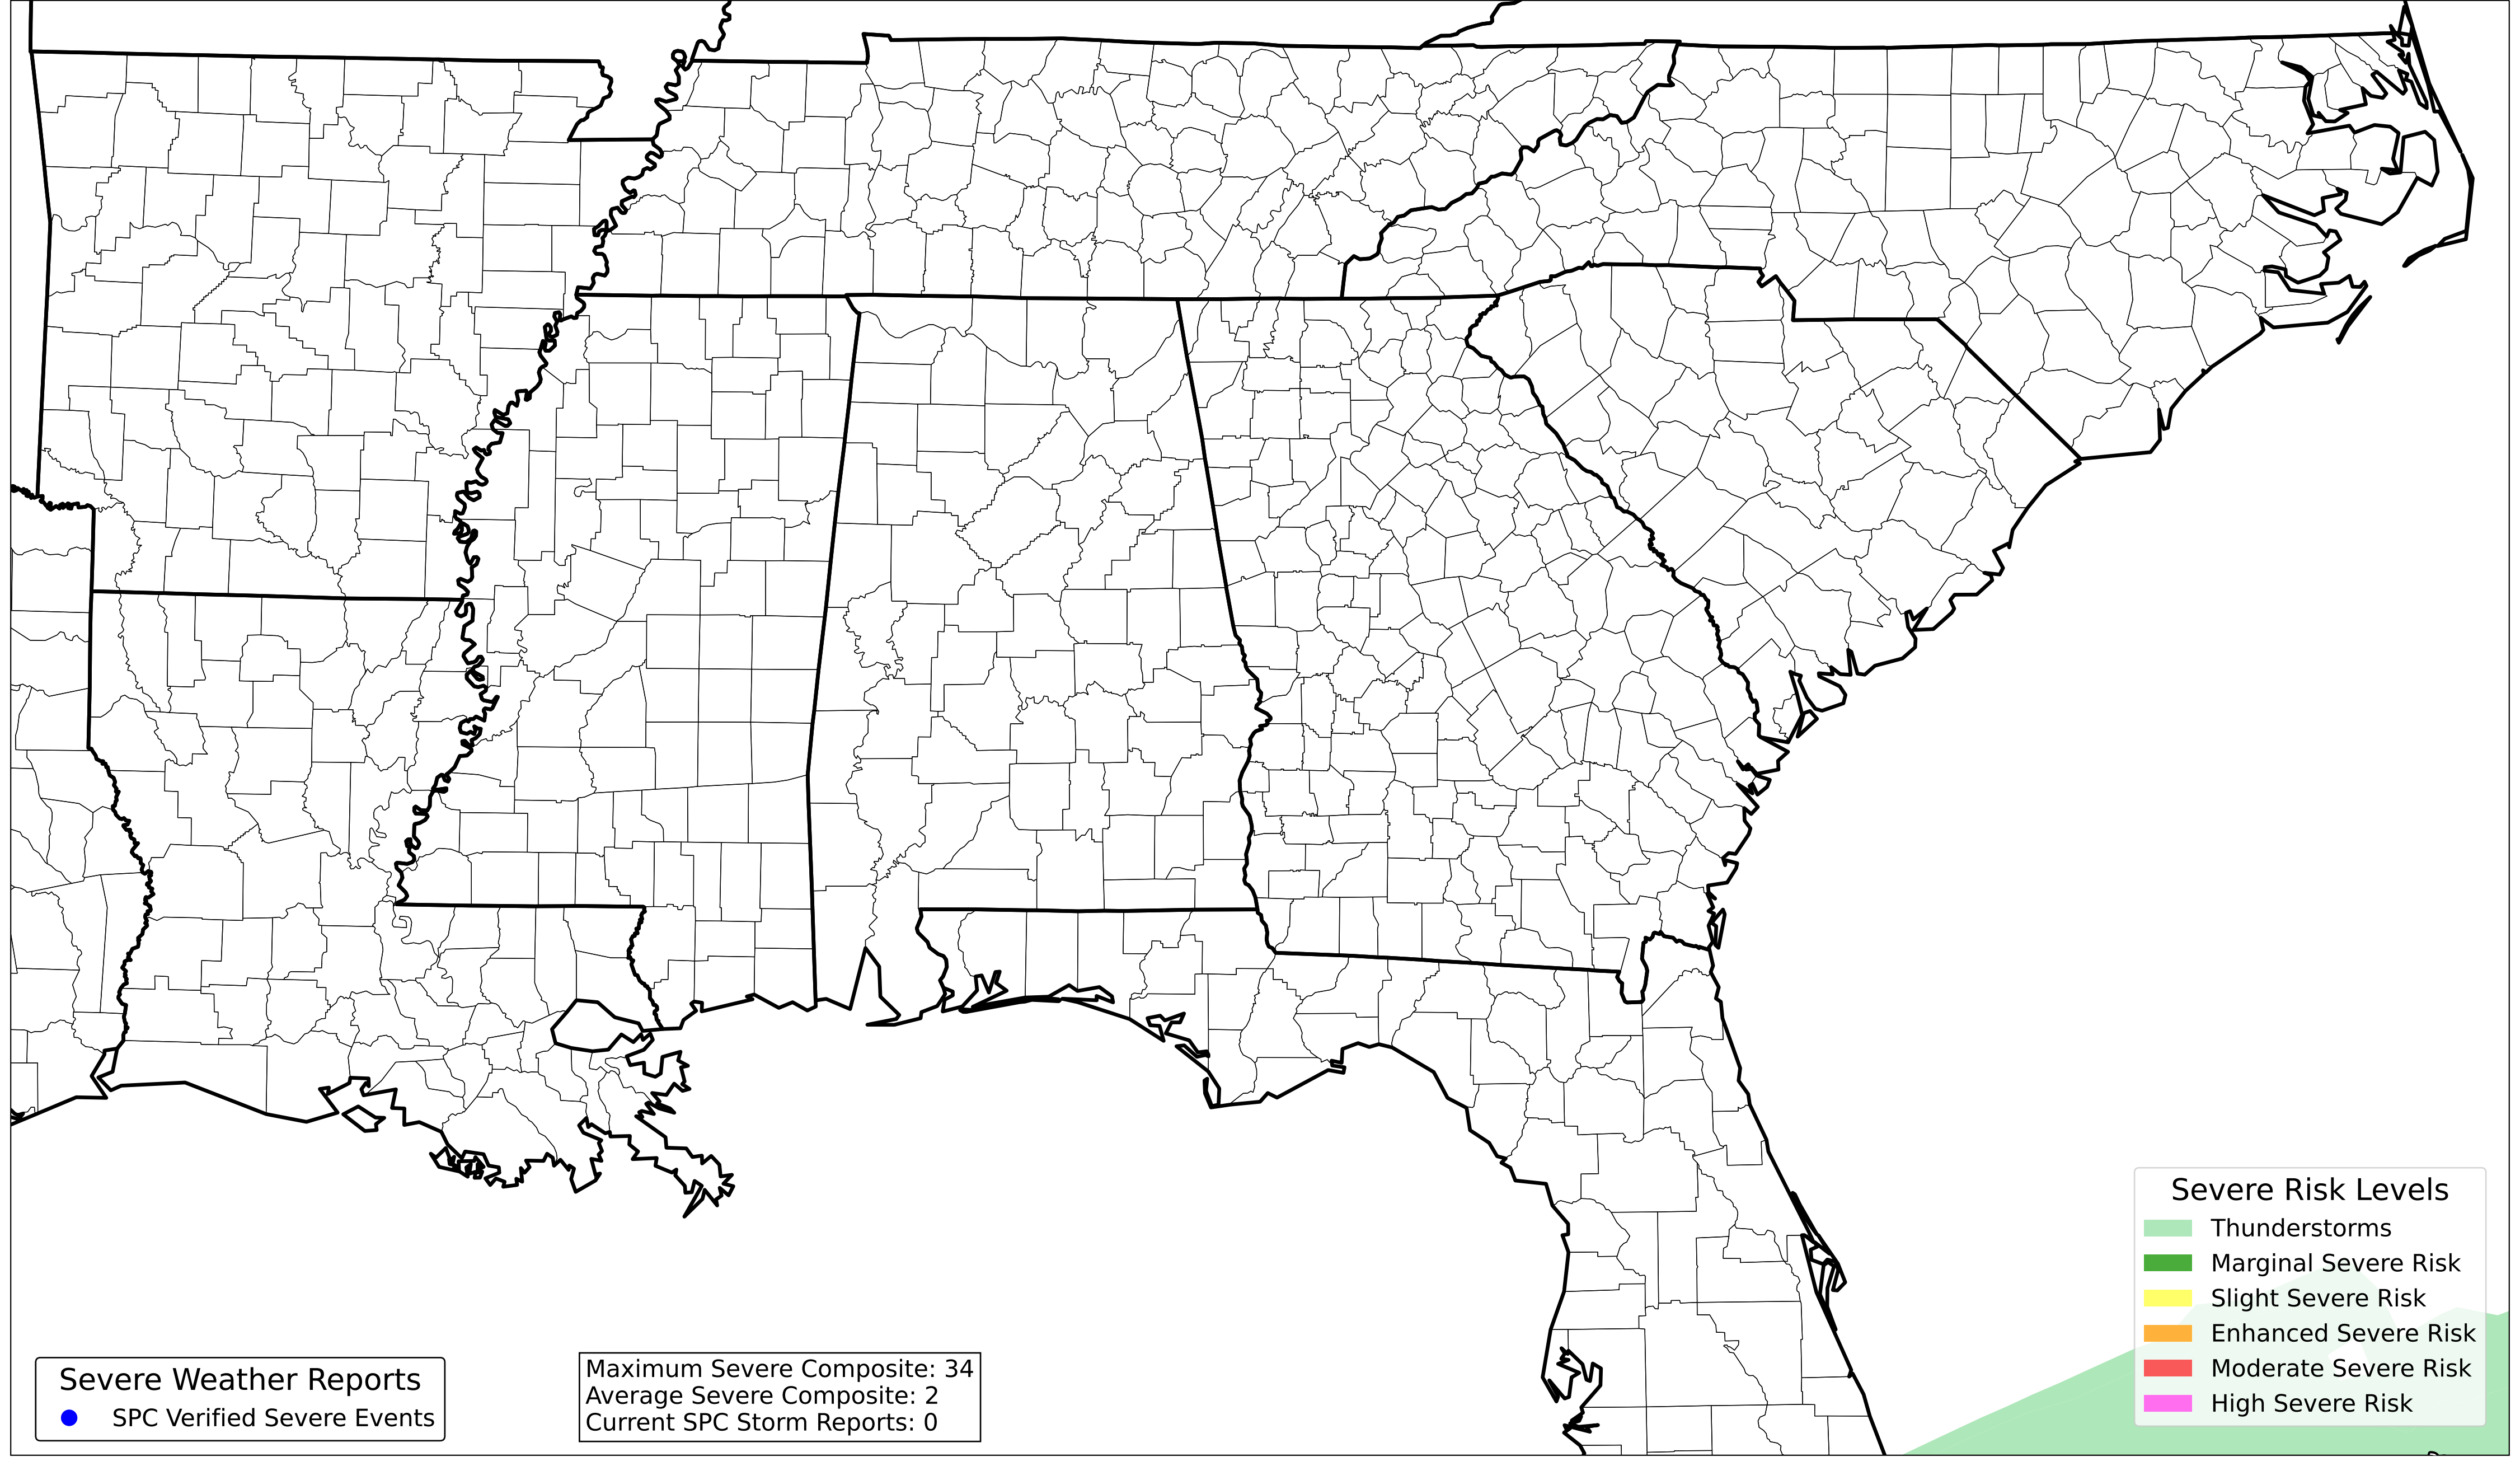 Severe Risk Levels
Thunderstorms
Marginal Severe Risk
Slight Severe Risk
Enhanced Severe Risk
Moderate Severe Risk
High Severe Risk
Severe Weather Reports
SPC Verified Severe Events
Maximum Severe Composite: 34
Average Severe Composite: 2
Current SPC Storm Reports: 0